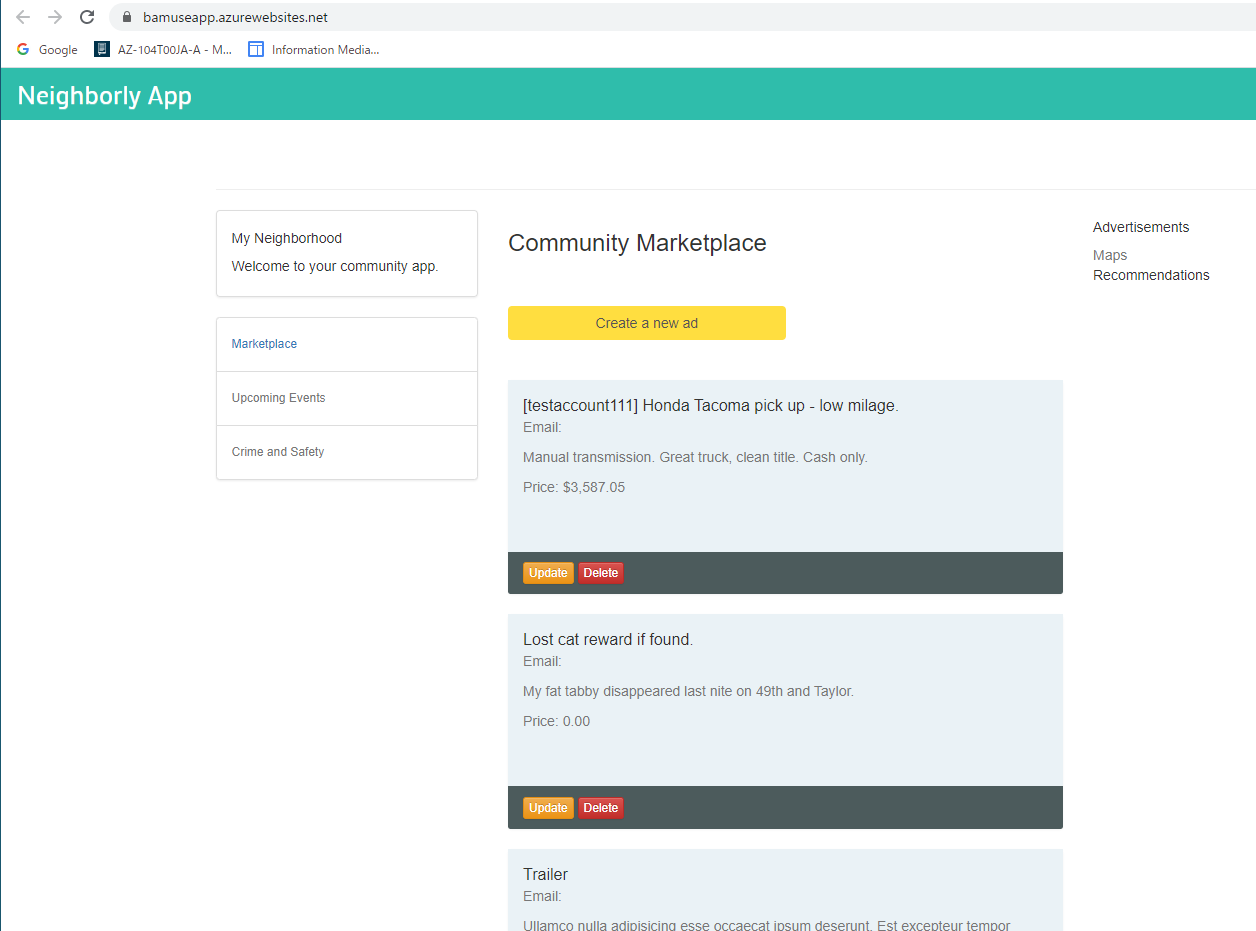 bamuseapp.azurewebsites.net
Google AZ-104T00JA-A - M... Information Media...
Neighborly App
My Neighborhood
Welcome to your community app.
Marketplace
Upcoming Events
Crime and Safety
Community Marketplace
Create a new ad
[testaccount111] Honda Tacoma pick up - low milage.
Email:
Manual transmission. Great truck, clean title. Cash only.
Price: $3,587.05
Update Delete
Lost cat reward if found.
Email:
My fat tabby disappeared last nite on 49th and Taylor.
Price: 0.00
Update Delete
Trailer
Email:
Ullamco nulla adipisicing esse occaecat ipsum deserunt. Est excepteur tempor
Advertisements
Maps
Recommendations